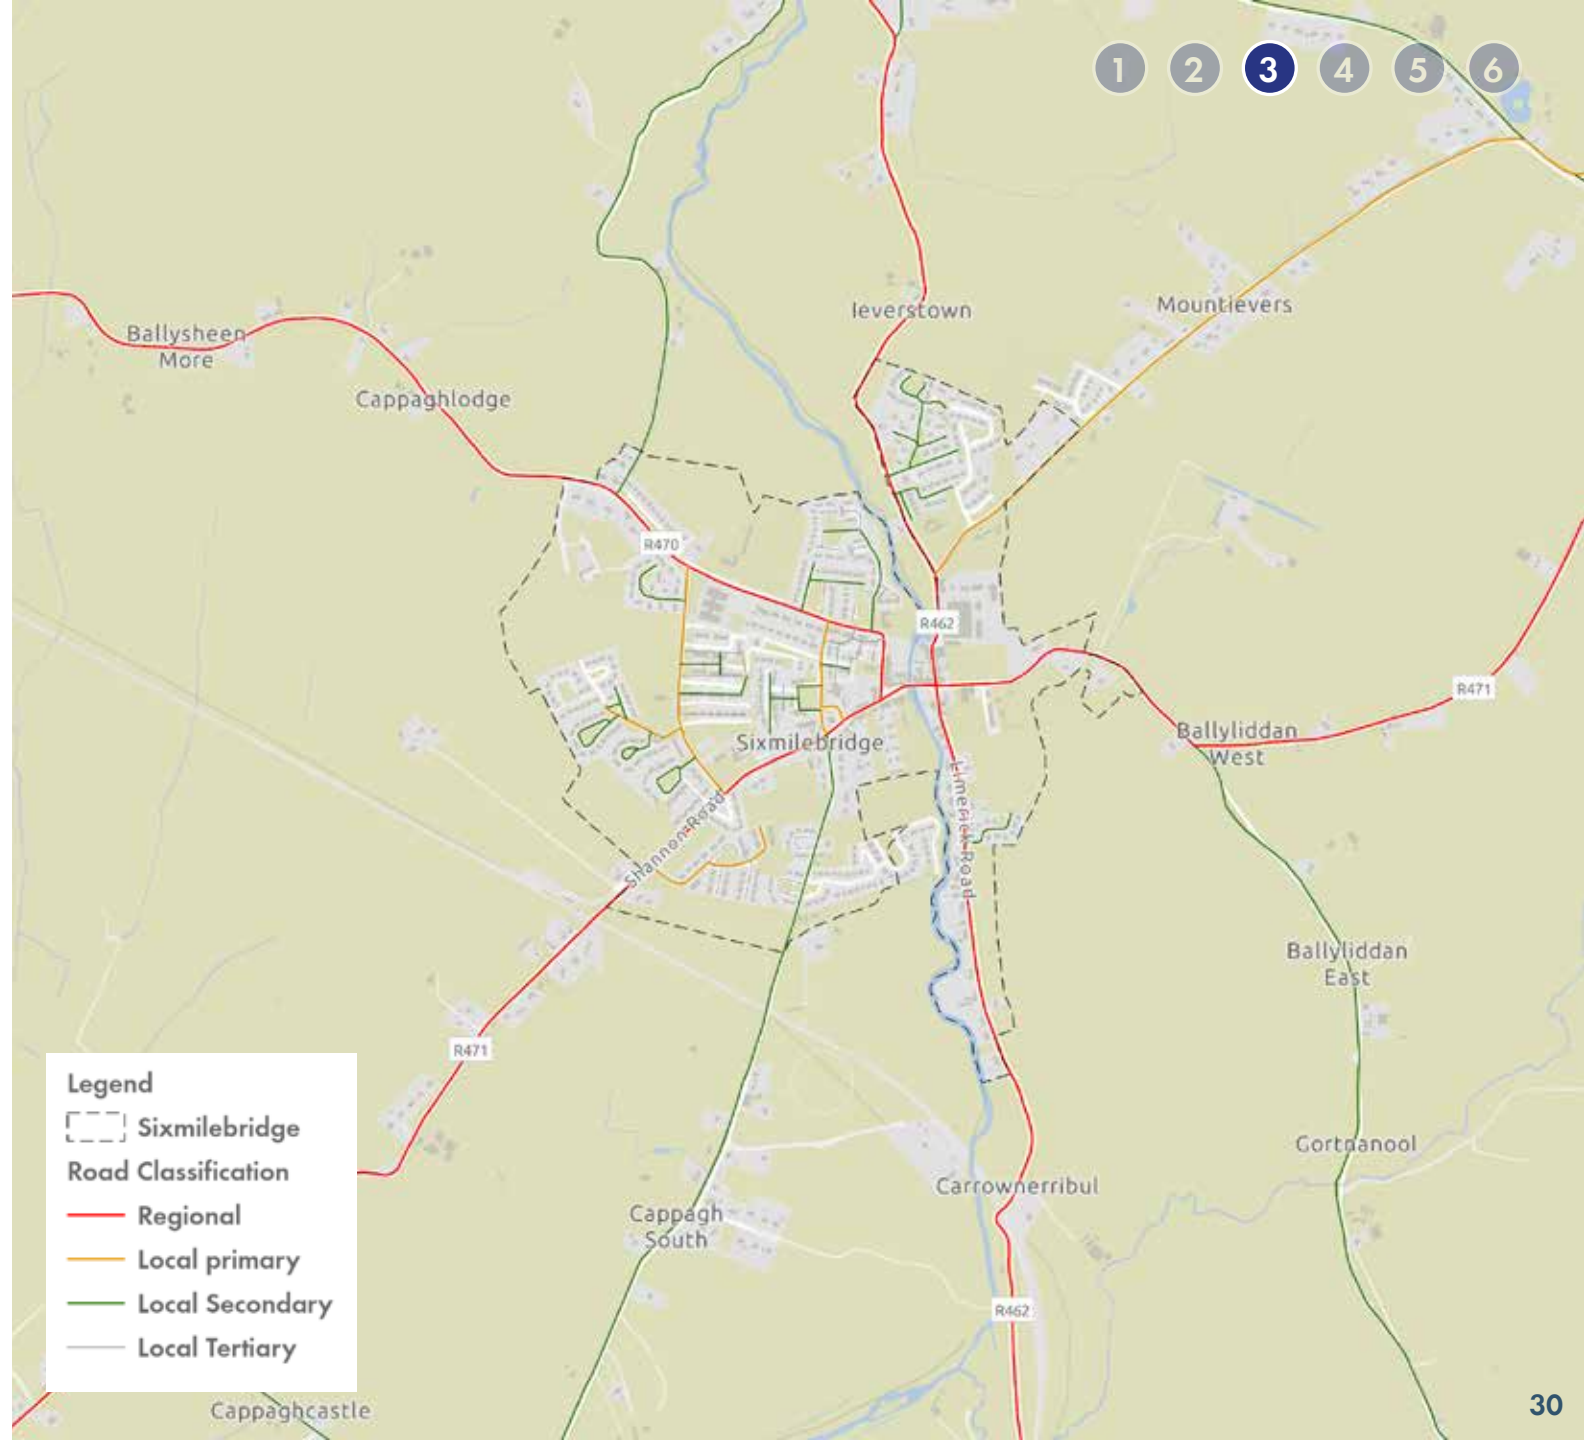 1 2 3 4 5 6
Ieverstown
Mountievers
Ballysheen
More
Cappaghlodge
R470
R462
R471
Ballyliddan
West
Sixmilebridge
Limerick Road
Shannon Road
Ballyliddan
East
R471
Legend
Sixmilebridge
Road Classification
Regional
Local primary
Local Secondary
Local Tertiary
Gortnanool
Carrownerribul
Cappagh
South
R462
Cappaghcastle
30